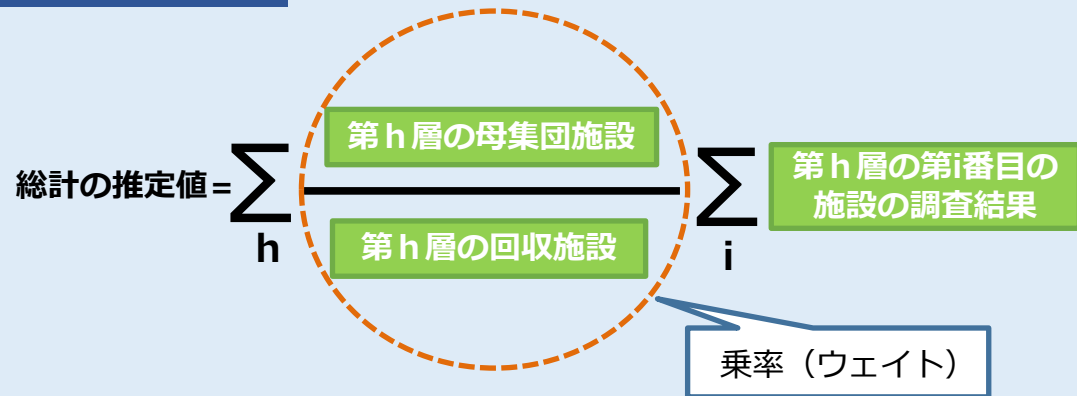 第ｈ層の母集団施設
総計の推定値=∑
h
第ｈ層の回収施設
∑
i
第ｈ層の第i番目の
施設の調査結果
乗率（ウェイト）